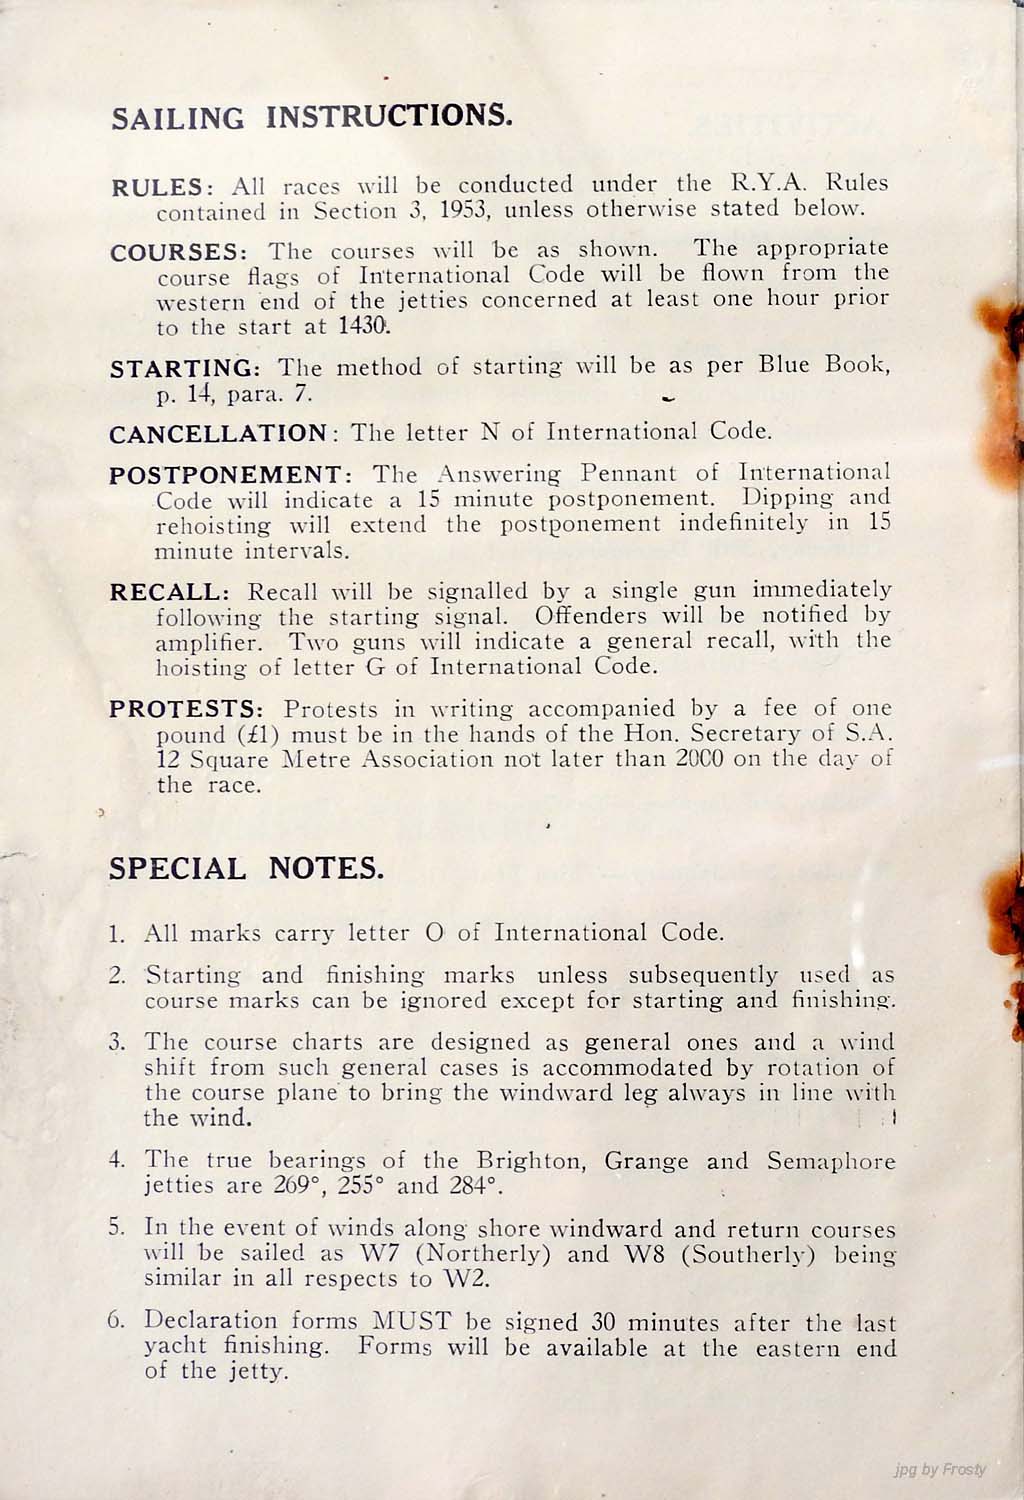 SAILING INSTRUCTIONS.
RULES: All races will be conducted under the R.Y.A. Rules
contained in Section 3, 1953, unless otherwise stated below.
COURSES: The courses will be as shown. The appropriate
course flags of International Code will be flown from the
western end of the jetties concerned at least one hour prior
to the start at 1430.
STARTING: The method of starting will be as per Blue Book,
p. 14, para. 7.
CANCELLATION: The letter N of International Code.
POSTPONEMENT: The Answering Pennant of International
Code will indicate a 15 minute postponement. Dipping and
rehoisting will extend the postponement indefinitely in 15
minute intervals.
RECALL: Recall will be signalled by a single gun immediately
following the starting signal. Offenders will be notified by
amplifier. Two guns will indicate a general recall, with the
hoisting of letter G of International Code.
PROTESTS: Protests in writing accompanied by a fee of one
pound (£1) must be in the hands of the Hon. Secretary of S.A.
12 Square Metre Association not later than 2000 on the day of
the race.
SPECIAL NOTES.
1. All marks carry letter O of International Code.
2. Starting and finishing marks unless subsequently used as
course marks can be ignored except for starting and finishing.
3. The course charts are designed as general ones and a wind
shift from such general cases is accommodated by rotation of
the course plane to bring the windward leg always in line with
the wind.
4. The true bearings of the Brighton, Grange and Semaphore
jetties are 269°, 255° and 284°.
5. In the event of winds along shore windward and return courses
will be sailed as W7 (Northerly) and W8 (Southerly) being
similar in all respects to W2.
6. Declaration forms MUST be signed 30 minutes after the last
yacht finishing. Forms will be available at the eastern end
of the jetty.
jpg by Frosty